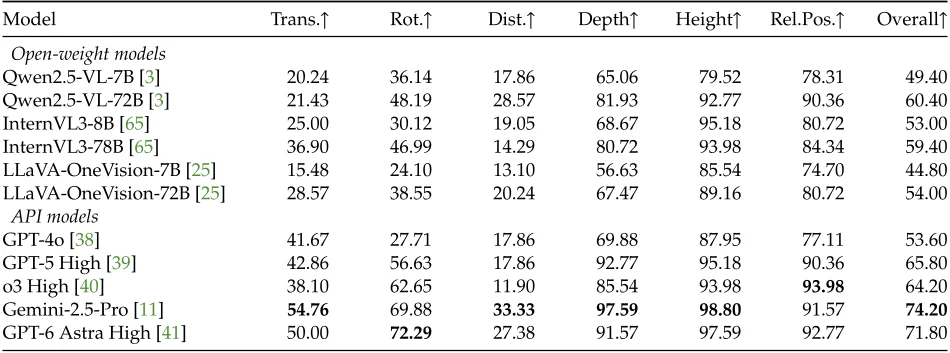 Model Trans.↑ Rot.↑ Dist.↑ Depth↑ Height↑ Rel.Pos.↑ Overall↑
Open-weight models
Qwen2.5-VL-7B [3] 20.24 36.14 17.86 65.06 79.52 78.31 49.40
Qwen2.5-VL-72B [3] 21.43 48.19 28.57 81.93 92.77 90.36 60.40
InternVL3-8B [65] 25.00 30.12 19.05 68.67 95.18 80.72 53.00
InternVL3-78B [65] 36.90 46.99 14.29 80.72 93.98 84.34 59.40
LLaVA-OneVision-7B [25] 15.48 24.10 13.10 56.63 85.54 74.70 44.80
LLaVA-OneVision-72B [25] 28.57 38.55 20.24 67.47 89.16 80.72 54.00
API models
GPT-4o [38] 41.67 27.71 17.86 69.88 87.95 77.11 53.60
GPT-5 High [39] 42.86 56.63 17.86 92.77 95.18 90.36 65.80
o3 High [40] 38.10 62.65 11.90 85.54 93.98 93.98 64.20
Gemini-2.5-Pro [11] 54.76 69.88 33.33 97.59 98.80 91.57 74.20
GPT-6 Astra High [41] 50.00 72.29 27.38 91.57 97.59 92.77 71.80